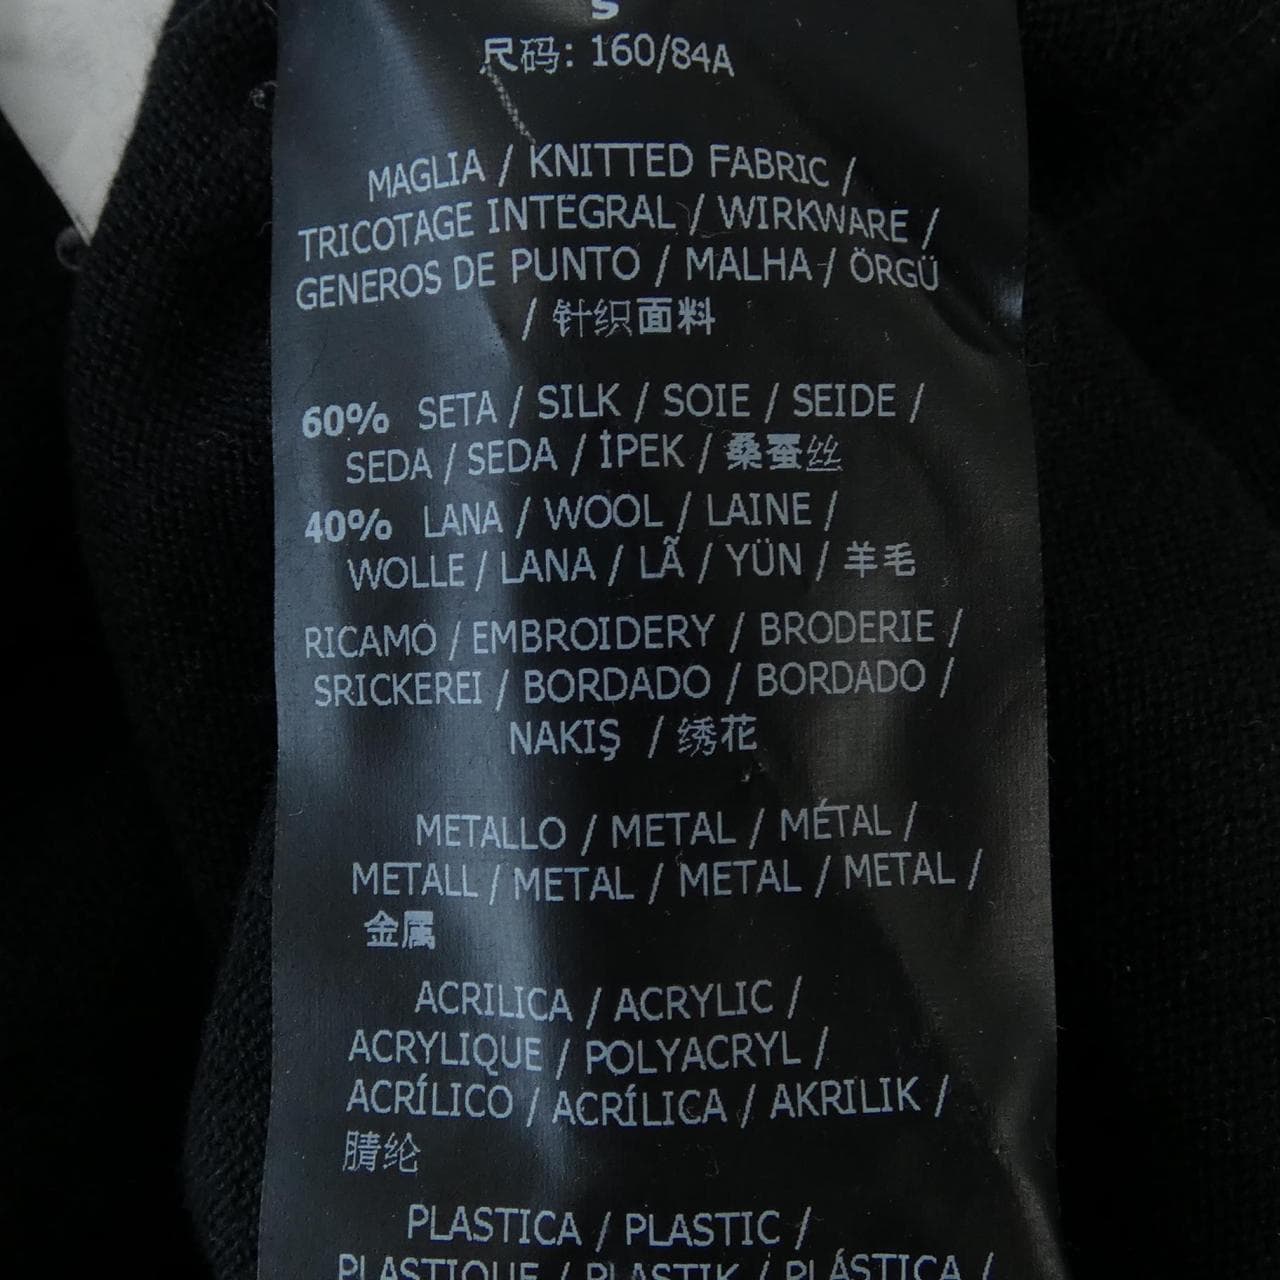 S
尺码: 160/84A
MAGLIA / KNITTED FABRIC /
TRICOTAGE INTEGRAL / WIRKWARE /
GENEROS DE PUNTO / MALHA / ÖRGÜ
/ 针织面料
60% SETA / SILK / SOIE / SEIDE /
SEDA / SEDA / İPEK / 桑蚕丝
40% LANA / WOOL / LAINE /
WOLLE / LANA / LÃ / YÜN / 羊毛
RICAMO / EMBROIDERY / BRODERIE /
SRICKEREI / BORDADO / BORDADO /
NAKIŞ / 绣花
METALLO / METAL / MÉTAL /
METALL / METAL / METAL / METAL /
金属
ACRILICA / ACRYLIC /
ACRYLIQUE / POLYACRYL /
ACRÍLICO / ACRÍLICA / AKRILIK /
腈纶
PLASTICA / PLASTIC /
PLASTIQUE / PLASTIK / PLÁSTICA /